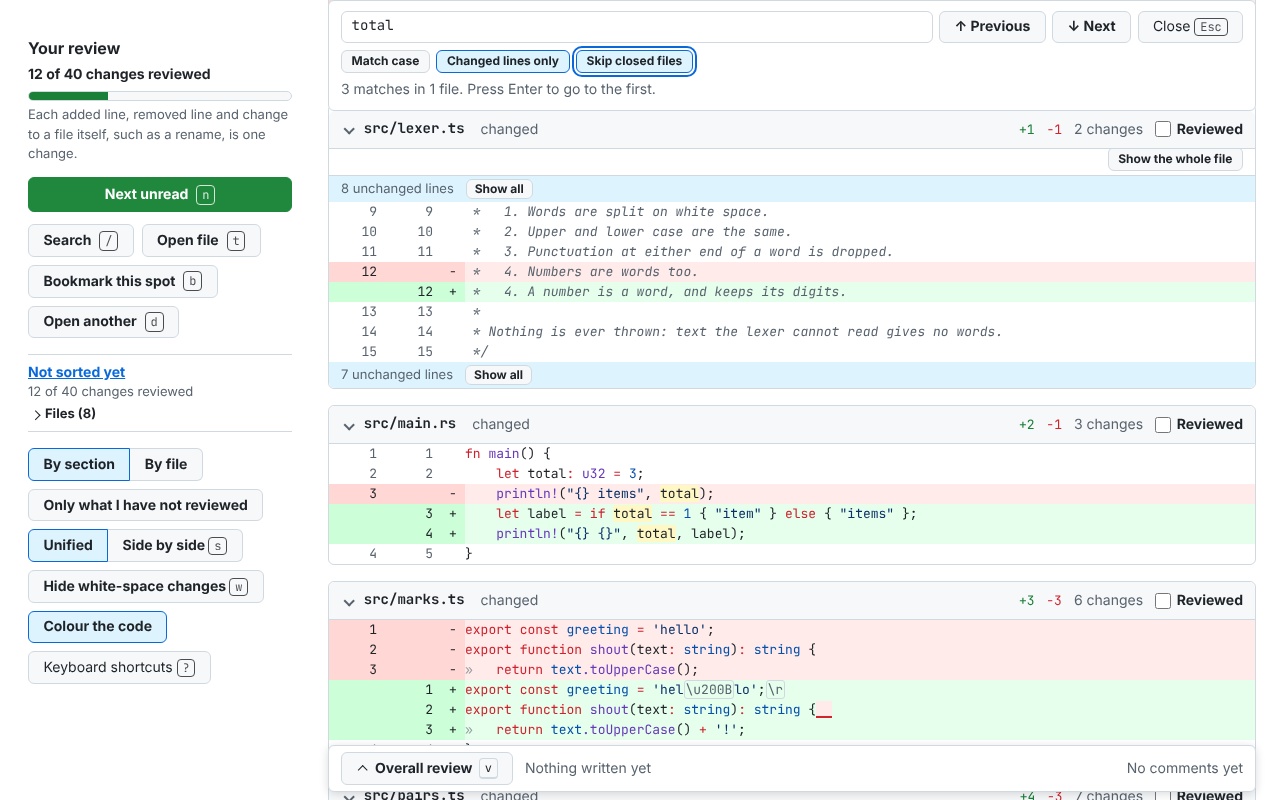 Your review
12 of 40 changes reviewed
Each added line, removed line and change
to a file itself, such as a rename, is one
change.
Next unread n
Search /
Open file t
Bookmark this spot b
Open another d
Not sorted yet
12 of 40 changes reviewed
Files (8)
By section
By file
Only what I have not reviewed
Unified
Side by side s
Hide white-space changes w
Colour the code
Keyboard shortcuts ?
total
↑ Previous
↓ Next
Close Esc
Match case
Changed lines only
Skip closed files
3 matches in 1 file. Press Enter to go to the first.
src/lexer.ts changed +1 -1 2 changes Reviewed
Show the whole file
8 unchanged lines Show all
9 9 * 1. Words are split on white space.
10 10 * 2. Upper and lower case are the same.
11 11 * 3. Punctuation at either end of a word is dropped.
12 - * 4. Numbers are words too.
12 + * 4. A number is a word, and keeps its digits.
13 13 *
14 14 * Nothing is ever thrown: text the lexer cannot read gives no words.
15 15 */
7 unchanged lines Show all
src/main.rs changed +2 -1 3 changes Reviewed
1 1 fn main() {
2 2 let total: u32 = 3;
3 - println!("{} items", total);
3 + let label = if total == 1 { "item" } else { "items" };
4 + println!("{} {}", total, label);
4 5 }
src/marks.ts changed +3 -3 6 changes Reviewed
1 - export const greeting = 'hello';
2 - export function shout(text: string): string {
3 - » return text.toUpperCase();
1 + export const greeting = 'hel\u200Blo';\r
2 + export function shout(text: string): string {
3 + » return text.toUpperCase() + '!';
Overall review v
Nothing written yet
No comments yet
src/pairs.ts changed +4 -3 7 changes Reviewed